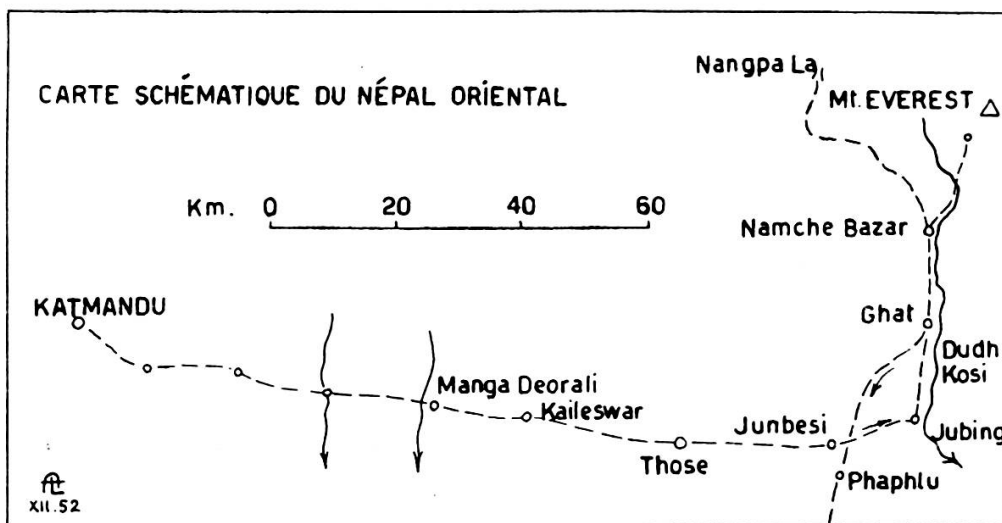 Nangpa La
CARTE SCHÉMATIQUE DU NÉPAL ORIENTAL
Mt. EVEREST
Km. 0 20 40 60
Namche Bazar
KATMANDU
Ghat
Dudh
Kosi
Manga Deorali
Kaileswar
Junbesi
Jubing
Those
Phaphlu
XII.52